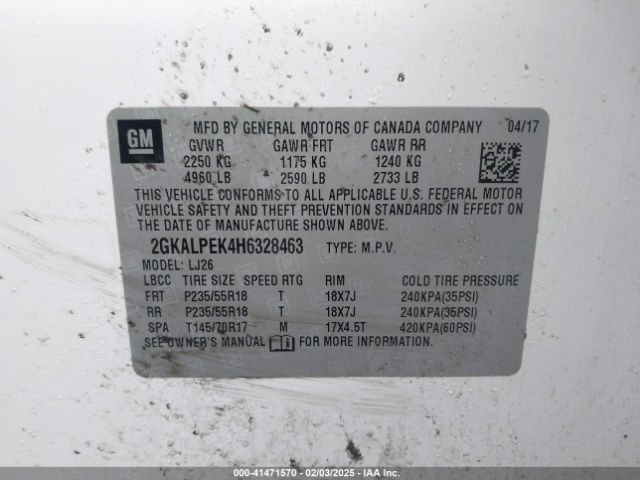 GM
MFD BY GENERAL MOTORS OF CANADA COMPANY 04/17
GVWR GAWR FRT GAWR RR
2250 KG 1175 KG 1240 KG
4960 LB 2590 LB 2733 LB
THIS VEHICLE CONFORMS TO ALL APPLICABLE U.S. FEDERAL MOTOR
VEHICLE SAFETY AND THEFT PREVENTION STANDARDS IN EFFECT ON
THE DATE OF MANUFACTURE SHOWN ABOVE.
2GKALPEK4H6328463 TYPE: M.P.V.
MODEL: LJ26
LBCC TIRE SIZE SPEED RTG RIM COLD TIRE PRESSURE
FRT P235/55R18 T 18X7J 240KPA(35PSI)
RR P235/55R18 T 18X7J 240KPA(35PSI)
SPA T145/70R17 M 17X4.5T 420KPA(60PSI)
SEE OWNER'S MANUAL FOR MORE INFORMATION.
000-41471570 | 02/03/2025 | IAA Inc.